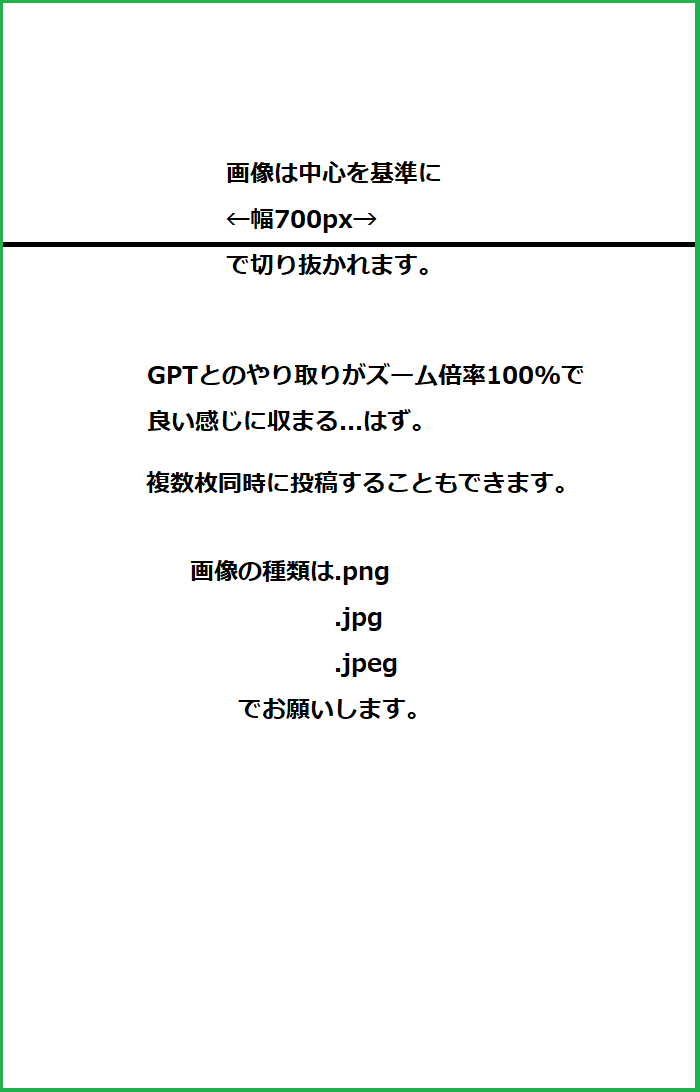 画像は中心を基準に
←幅700px→
で切り抜かれます。
GPTとのやり取りがズーム倍率100%で
良い感じに収まる...はず。
複数枚同時に投稿することもできます。
画像の種類は.png
.jpg
.jpeg
でお願いします。